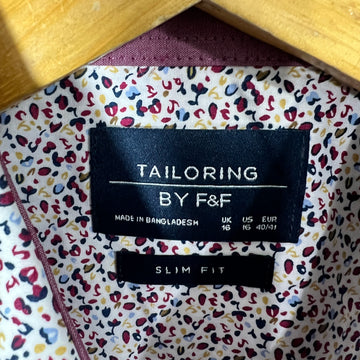 TAILORING
BY F&F
MADE IN BANGLADESH
UK US EUR
16 16 40/41
SLIM FIT